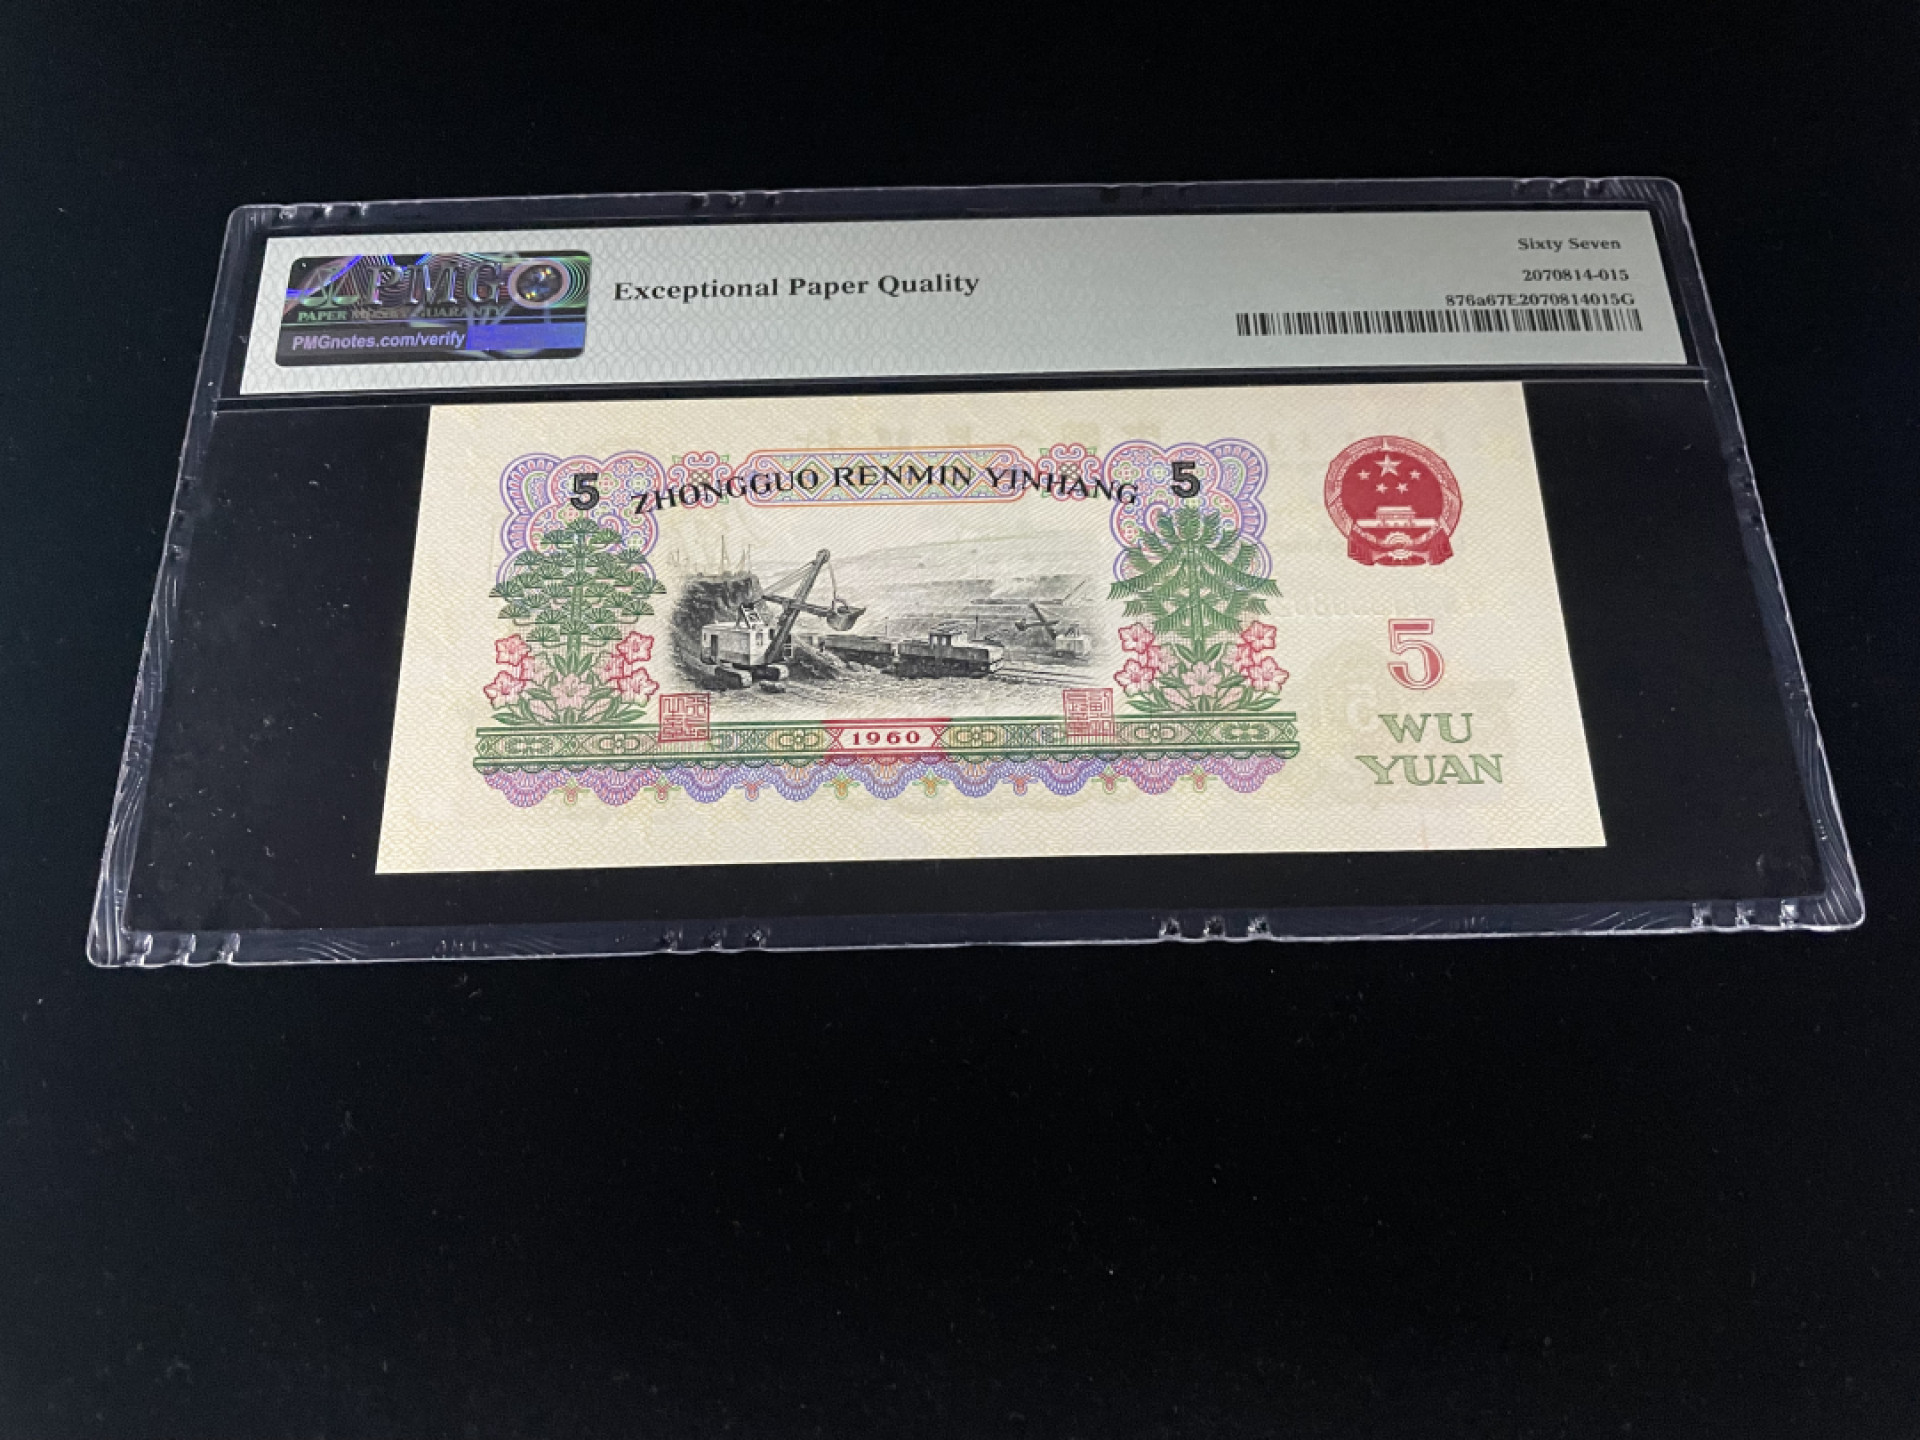 PMG
PAPER MONEY GUARANTY
PMGnotes.com/verify
Exceptional Paper Quality
Sixty Seven
2070814-015
876a67E2070814015G
5 ZHONGGUO RENMIN YINHANG 5
1960
5
WU
YUAN